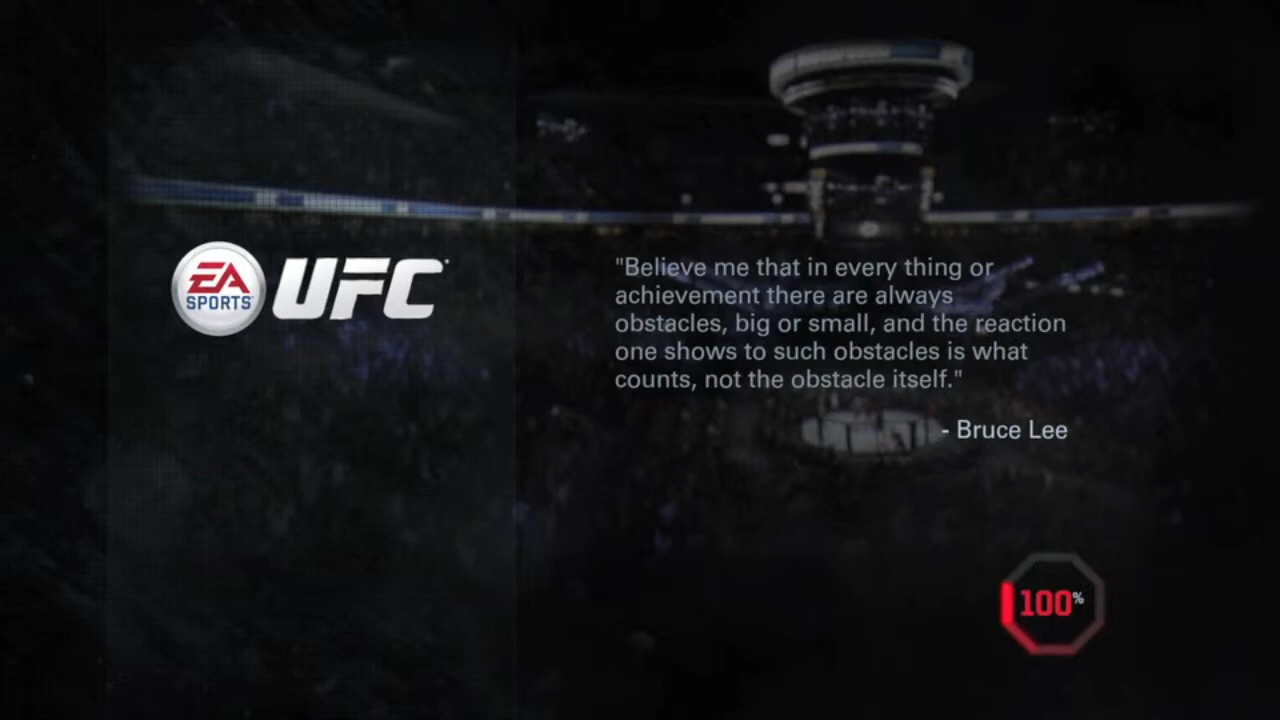 EA
SPORTS
UFC
"Believe me that in every thing or
achievement there are always
obstacles, big or small, and the reaction
one shows to such obstacles is what
counts, not the obstacle itself."
- Bruce Lee
100%